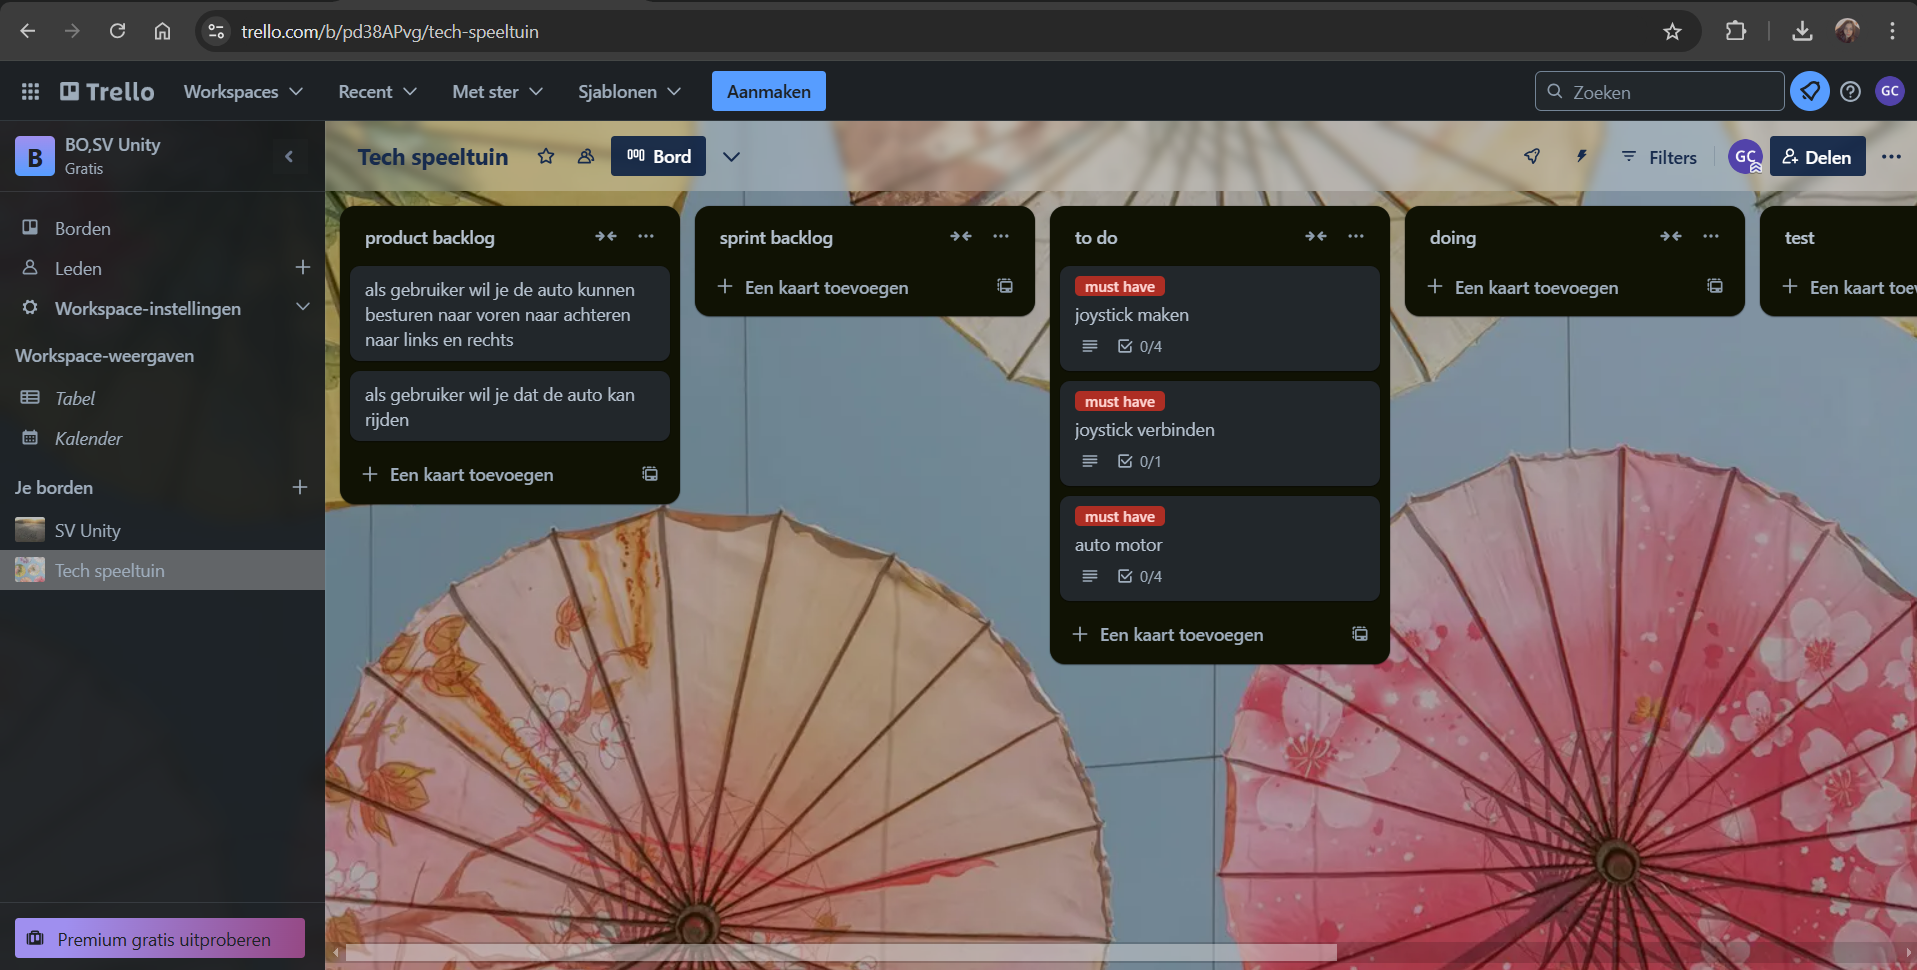 trello.com/b/pd38APvg/tech-speeltuin
Trello
Workspaces
Recent
Met ster
Sjablonen
Aanmaken
Zoeken
GC
B
BO,SV Unity
Gratis
Tech speeltuin
Bord
Filters
GC
Delen
Borden
Leden
Workspace-instellingen
Workspace-weergaven
Tabel
Kalender
Je borden
SV Unity
Tech speeltuin
Premium gratis uitproberen
product backlog
als gebruiker wil je de auto kunnen
besturen naar voren naar achteren
naar links en rechts
als gebruiker wil je dat de auto kan
rijden
Een kaart toevoegen
sprint backlog
Een kaart toevoegen
to do
must have
joystick maken
0/4
must have
joystick verbinden
0/1
must have
auto motor
0/4
Een kaart toevoegen
doing
Een kaart toevoegen
test
Een kaart toev